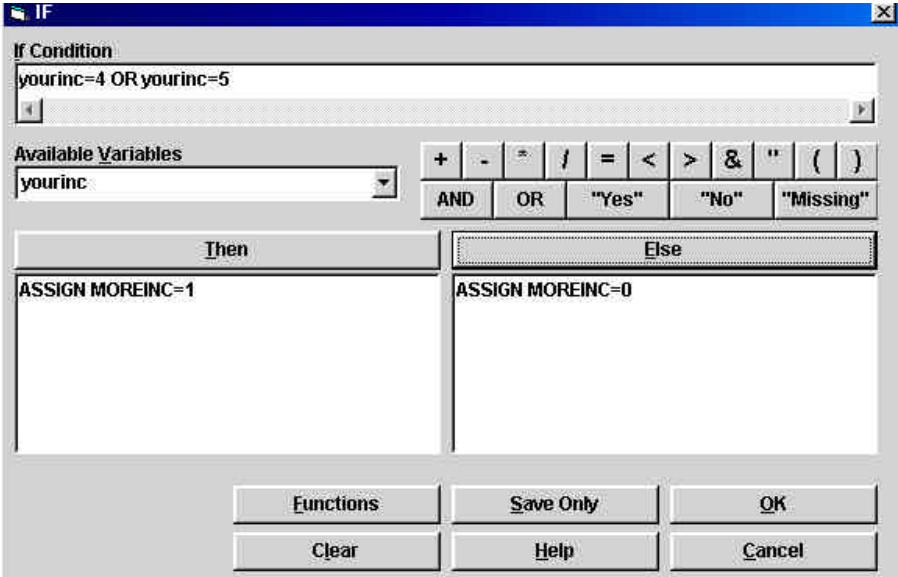 IF
If Condition
yourinc=4 OR yourinc=5
Available Variables
yourinc
+ - * / = < > & " ( )
AND OR "Yes" "No" "Missing"
Then Else
ASSIGN MOREINC=1 ASSIGN MOREINC=0
Functions Save Only OK
Clear Help Cancel